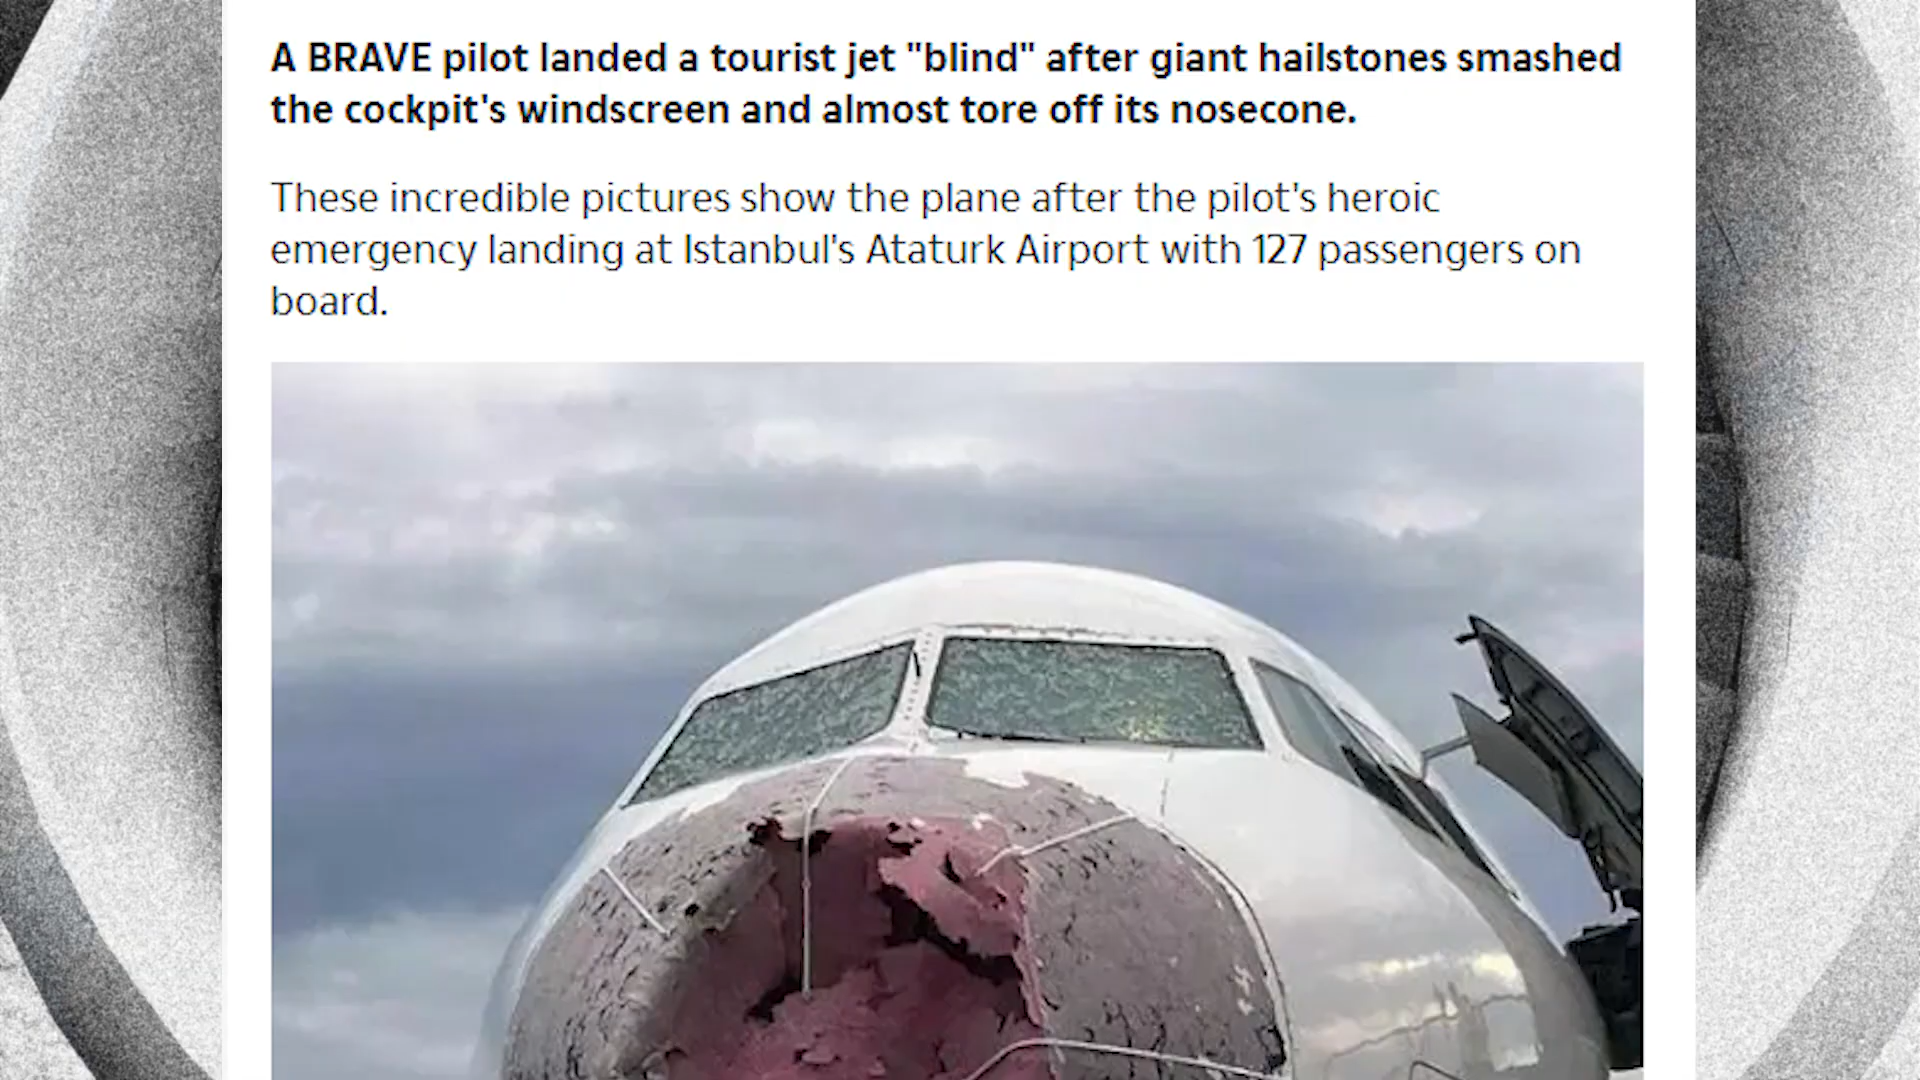 A BRAVE pilot landed a tourist jet "blind" after giant hailstones smashed
the cockpit's windscreen and almost tore off its nosecone.
These incredible pictures show the plane after the pilot's heroic
emergency landing at Istanbul's Ataturk Airport with 127 passengers on
board.